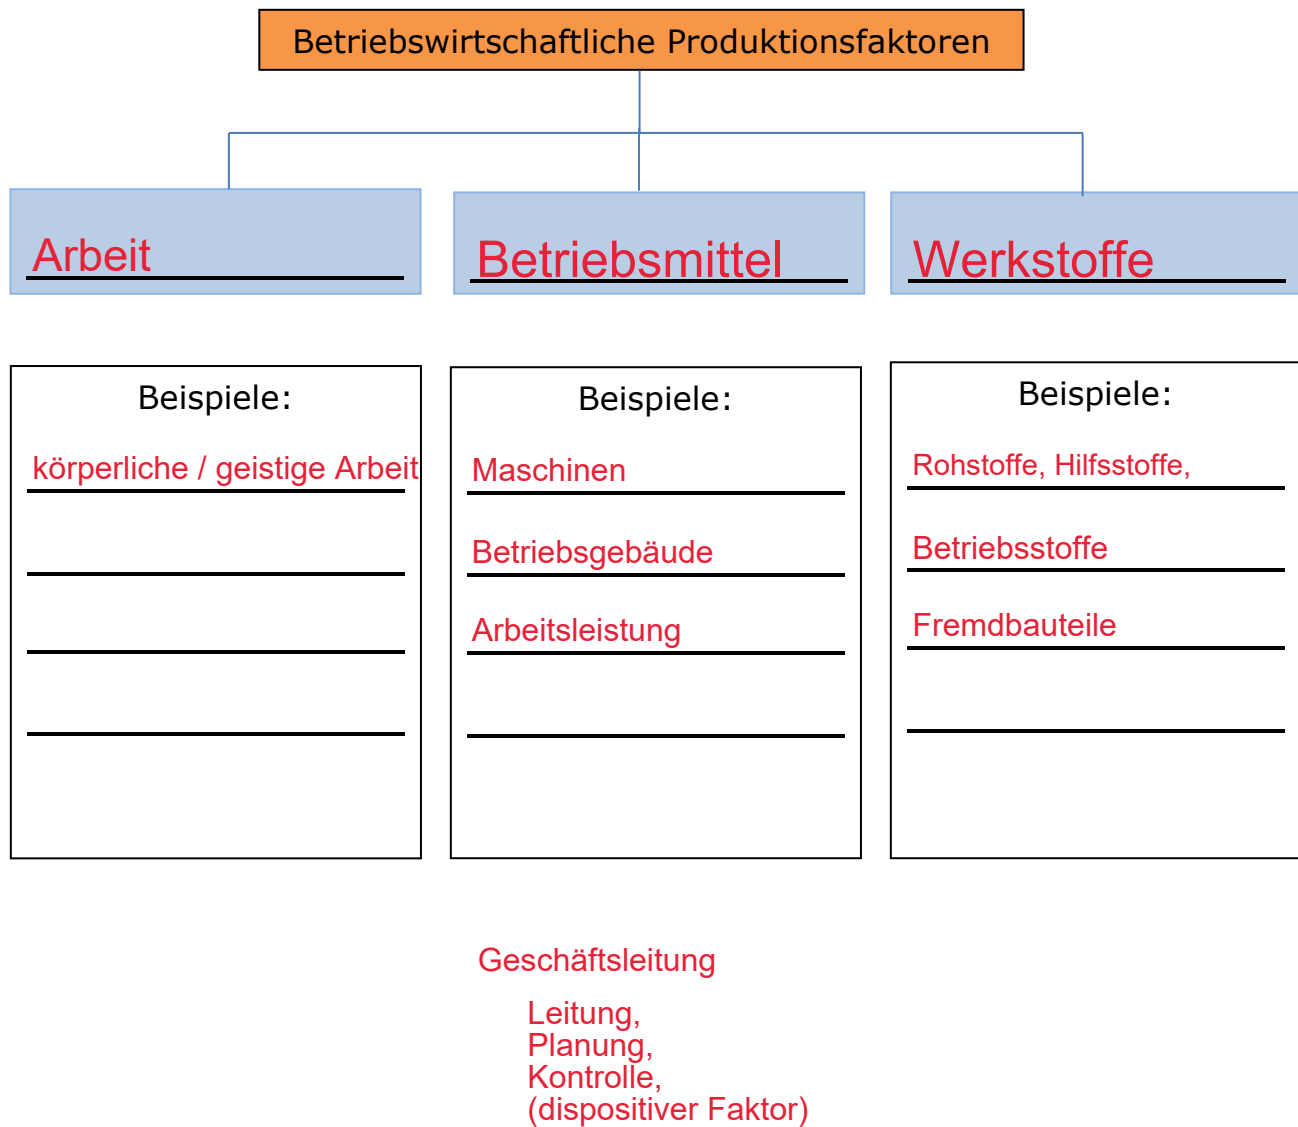 Betriebswirtschaftliche Produktionsfaktoren
Arbeit
Betriebsmittel
Werkstoffe
Beispiele:
körperliche / geistige Arbeit
Beispiele:
Maschinen
Betriebsgebäude
Arbeitsleistung
Beispiele:
Rohstoffe, Hilfsstoffe,
Betriebsstoffe
Fremdbauteile
Geschäftsleitung
Leitung,
Planung,
Kontrolle,
(dispositiver Faktor)